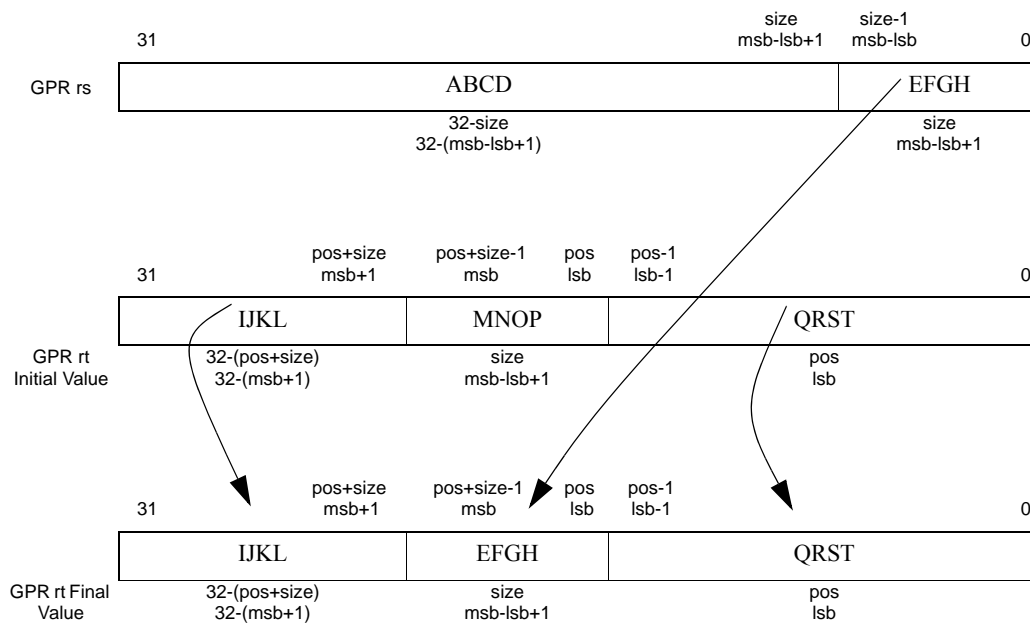 31 size size-1 0
msb-lsb+1 msb-lsb
GPR rs ABCD EFGH
32-size size
32-(msb-lsb+1) msb-lsb+1
pos+size pos+size-1 pos pos-1
31 msb+1 msb lsb lsb-1 0
IJKL MNOP QRST
GPR rt 32-(pos+size) size pos
Initial Value 32-(msb+1) msb-lsb+1 lsb
pos+size pos+size-1 pos pos-1
31 msb+1 msb lsb lsb-1 0
IJKL EFGH QRST
GPR rt Final 32-(pos+size) size pos
Value 32-(msb+1) msb-lsb+1 lsb